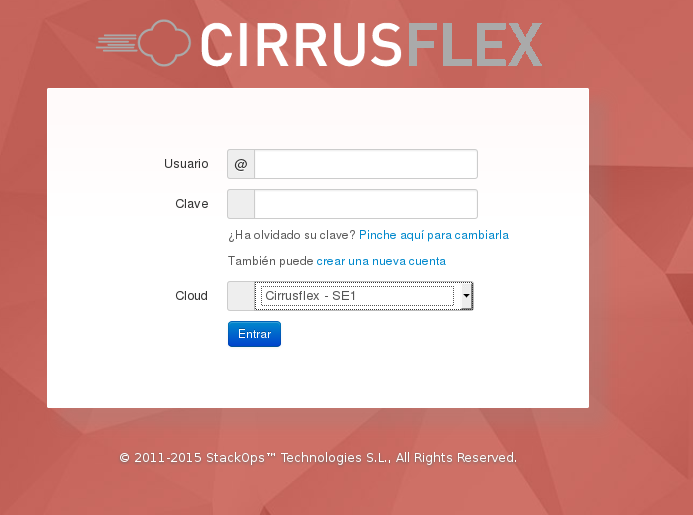 CIRRUSFLEX
Usuario @
Clave
¿Ha olvidado su clave? Pinche aquí para cambiarla
También puede crear una nueva cuenta
Cloud Cirrusflex - SE1
Entrar
© 2011-2015 StackOps™ Technologies S.L., All Rights Reserved.